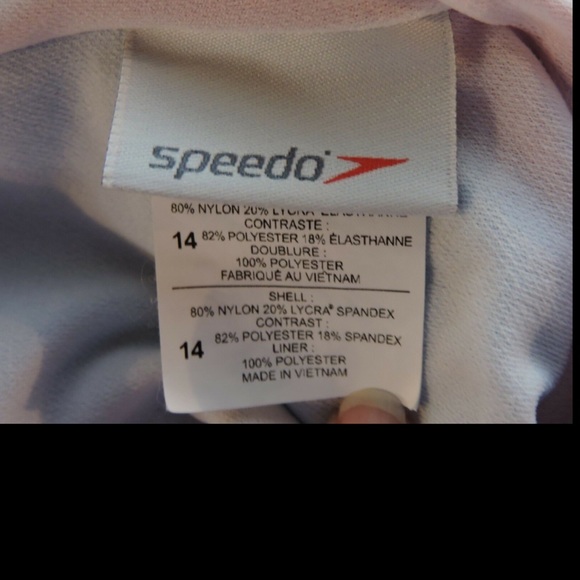 speedo
80% NYLON 20% LYCRA® ÉLASTHANNE
CONTRASTE :
14 82% POLYESTER 18% ÉLASTHANNE
DOUBLURE :
100% POLYESTER
FABRIQUÉ AU VIETNAM
SHELL :
80% NYLON 20% LYCRA® SPANDEX
CONTRAST :
14 82% POLYESTER 18% SPANDEX
LINER :
100% POLYESTER
MADE IN VIETNAM